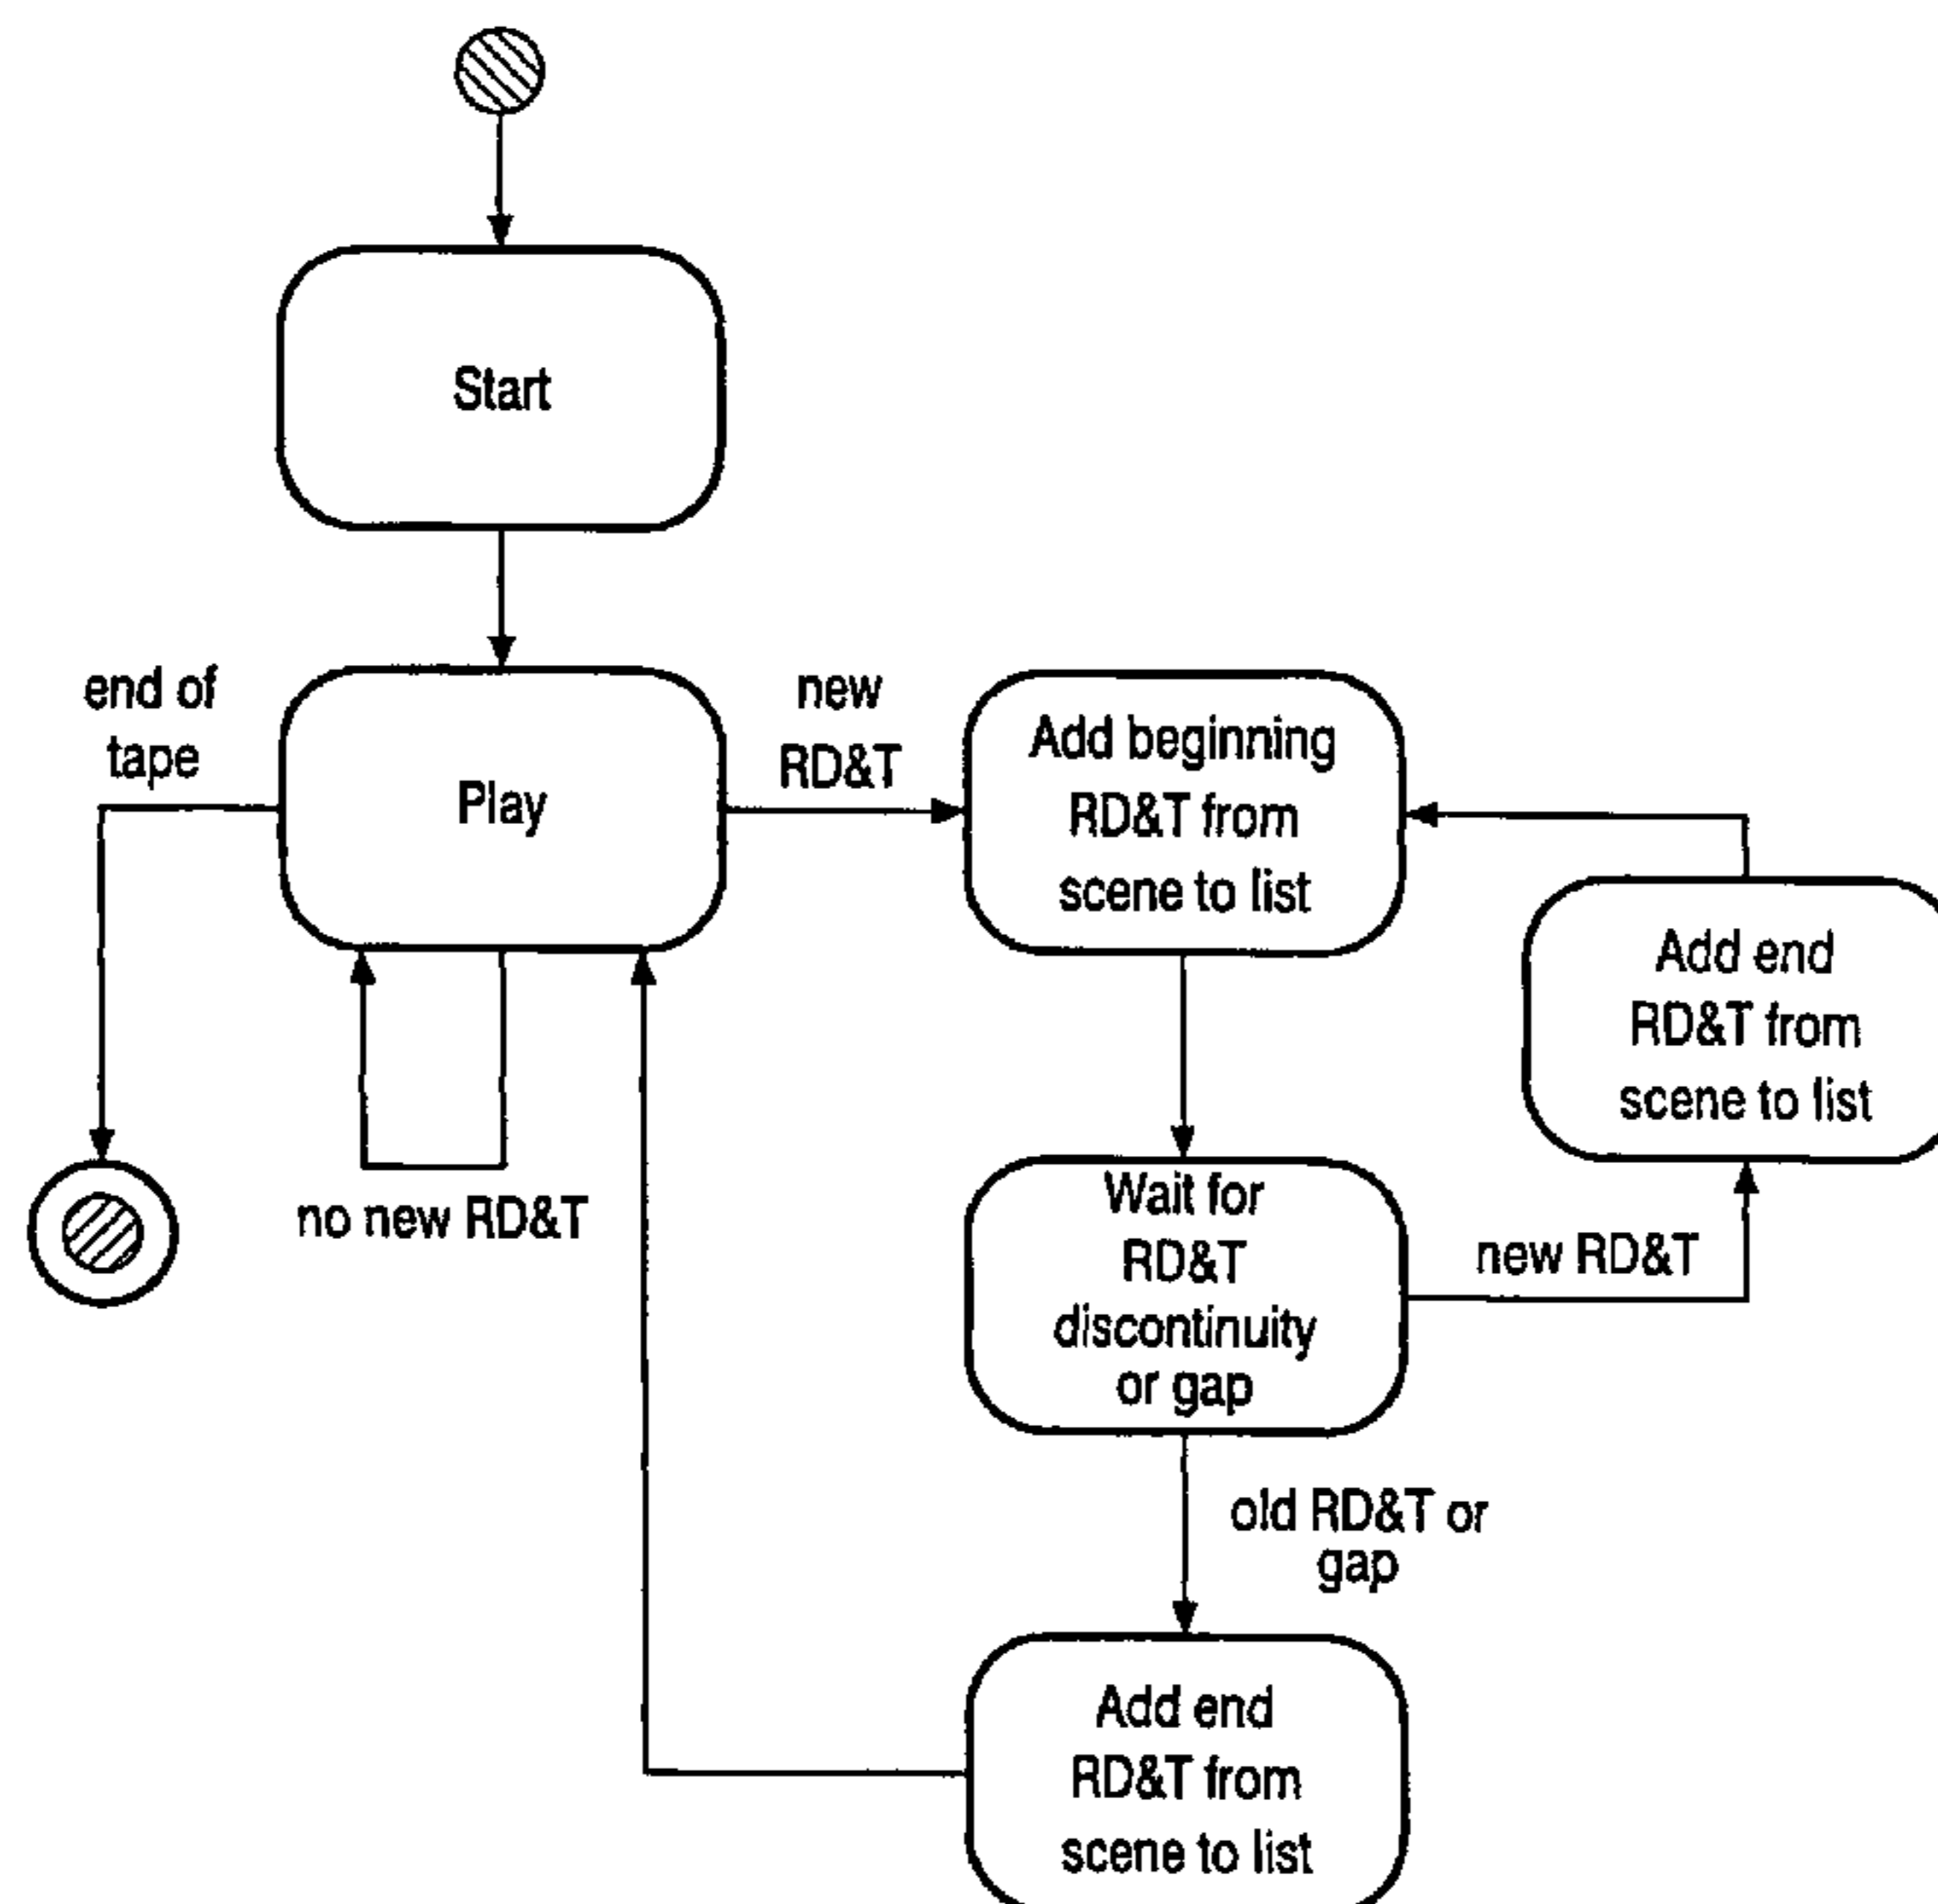 Start
end of
tape
Play
new
RD&T
Add beginning
RD&T from
scene to list
Add end
RD&T from
scene to list
no new RD&T
Wait for
RD&T
discontinuity
or gap
new RD&T
old RD&T or
gap
Add end
RD&T from
scene to list